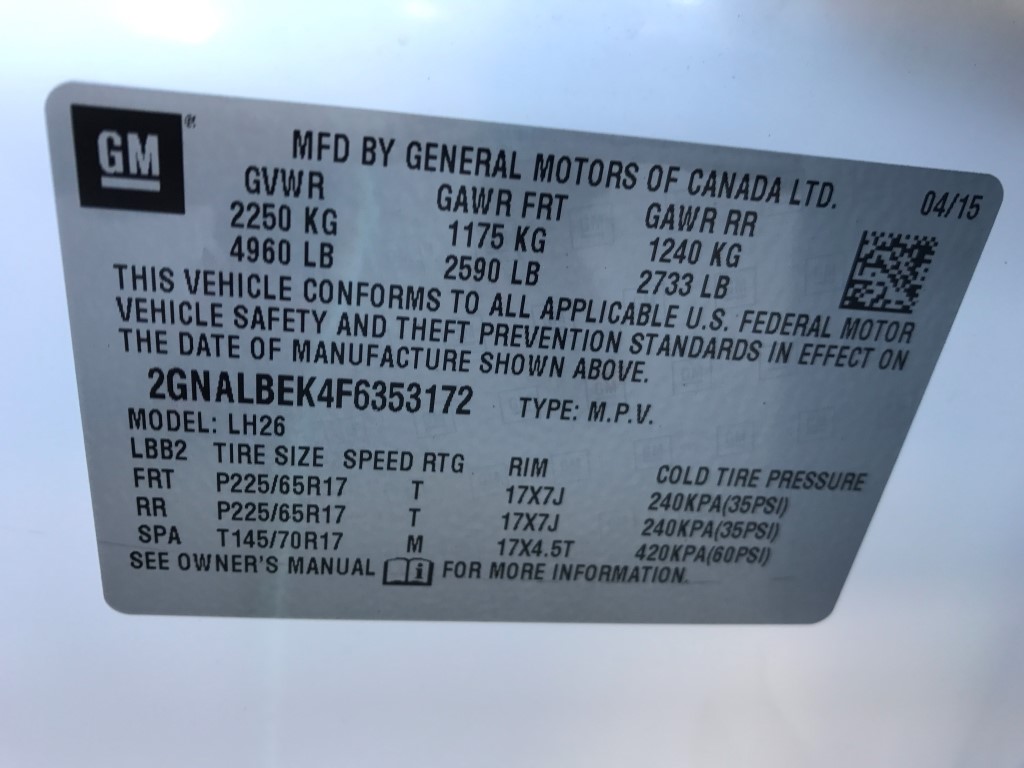 GM®
MFD BY GENERAL MOTORS OF CANADA LTD. 04/15
GVWR GAWR FRT GAWR RR
2250 KG 1175 KG 1240 KG
4960 LB 2590 LB 2733 LB
THIS VEHICLE CONFORMS TO ALL APPLICABLE U.S. FEDERAL MOTOR
VEHICLE SAFETY AND THEFT PREVENTION STANDARDS IN EFFECT ON
THE DATE OF MANUFACTURE SHOWN ABOVE.
2GNALBEK4F6353172 TYPE: M.P.V.
MODEL: LH26
LBB2 TIRE SIZE SPEED RTG RIM COLD TIRE PRESSURE
FRT P225/65R17 T 17X7J 240KPA(35PSI)
RR P225/65R17 T 17X7J 240KPA(35PSI)
SPA T145/70R17 M 17X4.5T 420KPA(60PSI)
SEE OWNER'S MANUAL i FOR MORE INFORMATION.